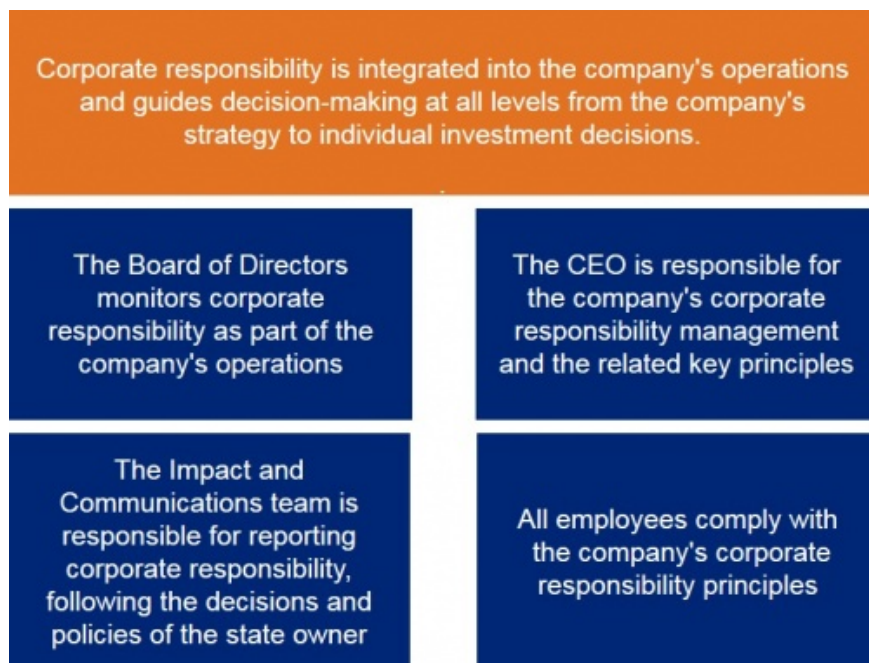 Corporate responsibility is integrated into the company's operations
and guides decision-making at all levels from the company's
strategy to individual investment decisions.
.
The Board of Directors
monitors corporate
responsibility as part of the
company's operations
The CEO is responsible for
the company's corporate
responsibility management
and the related key principles
The Impact and
Communications team is
responsible for reporting
corporate responsibility,
following the decisions and
policies of the state owner
All employees comply with
the company's corporate
responsibility principles